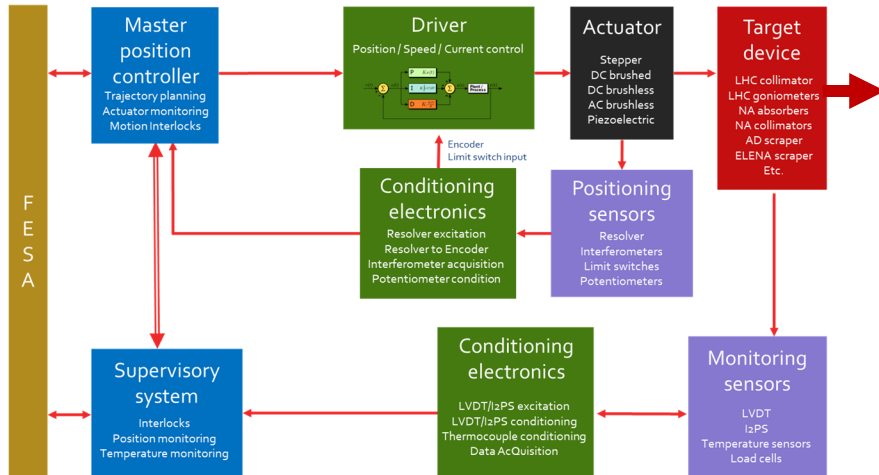 F
E
S
A
Master
position
controller
Trajectory planning
Actuator monitoring
Motion Interlocks
Driver
Position / Speed / Current control
P
I
D
Σ
Σ
Plant /
Process
Actuator
Stepper
DC brushed
DC brushless
AC brushless
Piezoelectric
Target
device
LHC collimator
LHC goniometers
NA absorbers
NA collimators
AD scraper
ELENA scraper
Etc.
Encoder
Limit switch input
Conditioning
electronics
Resolver excitation
Resolver to Encoder
Interferometer acquisition
Potentiometer condition
Positioning
sensors
Resolver
Interferometers
Limit switches
Potentiometers
Supervisory
system
Interlocks
Position monitoring
Temperature monitoring
Conditioning
electronics
LVDT/I2PS excitation
LVDT/I2PS conditioning
Thermocouple conditioning
Data AcQuisition
Monitoring
sensors
LVDT
I2PS
Temperature sensors
Load cells